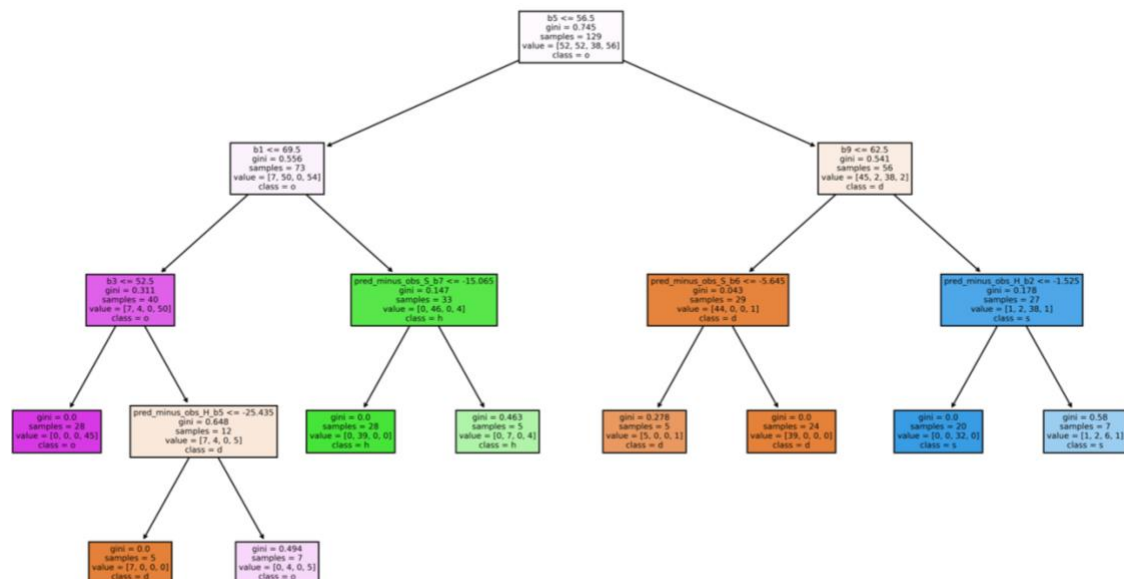 b5 <= 56.5
gini = 0.745
samples = 129
value = [52, 52, 38, 56]
class = o
b1 <= 69.5
gini = 0.556
samples = 73
value = [7, 50, 0, 54]
class = o
b9 <= 62.5
gini = 0.541
samples = 56
value = [45, 2, 38, 2]
class = d
b3 <= 52.5
gini = 0.311
samples = 40
value = [7, 4, 0, 50]
class = o
pred_minus_obs_S_b7 <= -15.065
gini = 0.147
samples = 33
value = [0, 46, 0, 4]
class = h
pred_minus_obs_S_b6 <= -5.645
gini = 0.043
samples = 29
value = [44, 0, 0, 1]
class = d
pred_minus_obs_H_b2 <= -1.525
gini = 0.178
samples = 27
value = [1, 2, 38, 1]
class = s
gini = 0.0
samples = 28
value = [0, 0, 0, 45]
class = o
pred_minus_obs_H_b5 <= -25.435
gini = 0.648
samples = 12
value = [7, 4, 0, 5]
class = d
gini = 0.0
samples = 28
value = [0, 39, 0, 0]
class = h
gini = 0.463
samples = 5
value = [0, 7, 0, 4]
class = h
gini = 0.278
samples = 5
value = [5, 0, 0, 1]
class = d
gini = 0.0
samples = 24
value = [39, 0, 0, 0]
class = d
gini = 0.0
samples = 20
value = [0, 0, 32, 0]
class = s
gini = 0.58
samples = 7
value = [1, 2, 6, 1]
class = s
gini = 0.0
samples = 5
value = [7, 0, 0, 0]
class = d
gini = 0.494
samples = 7
value = [0, 4, 0, 5]
class = o